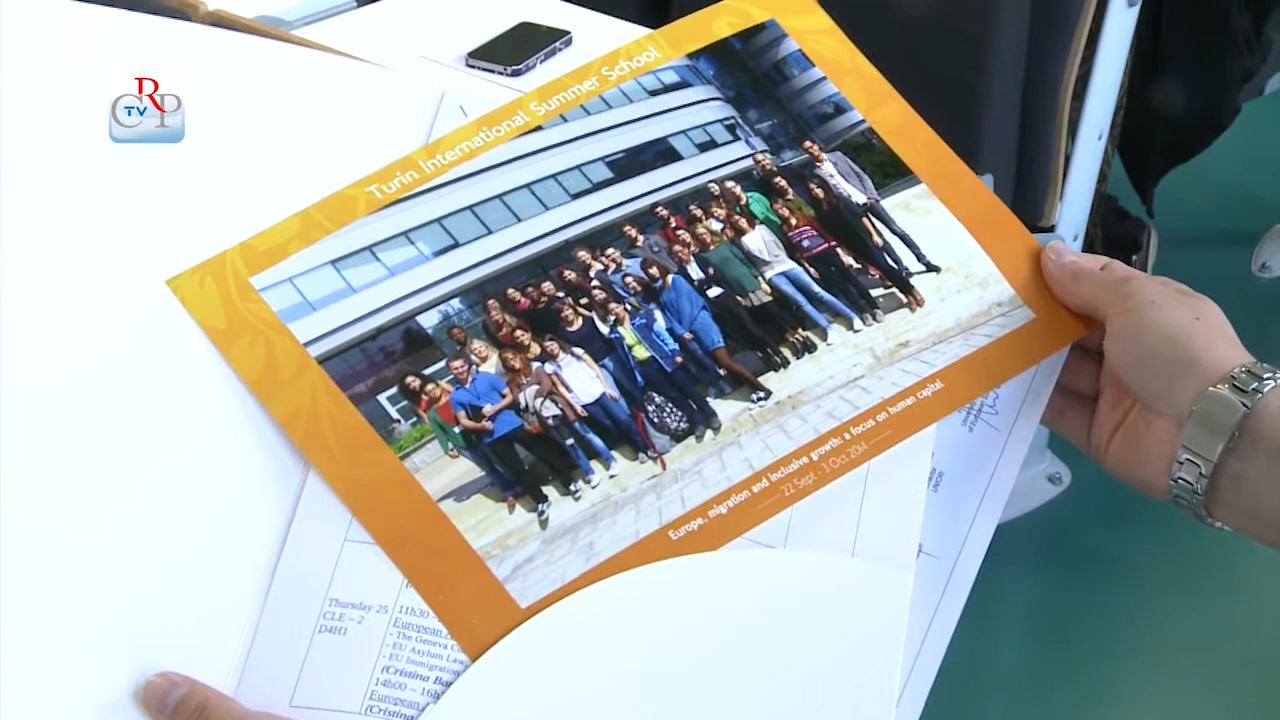 CRP
TV
Turin International Summer School
Europe, migration and inclusive growth: a focus on human capital
22 Sept - 3 Oct 2014
Thursday 25
CLE – 2
D4H1
11h30
European
- The Geneva
- EU Asylum Law
- EU Immigration
(Cristina
14h00 – 16h
European
(Cristina